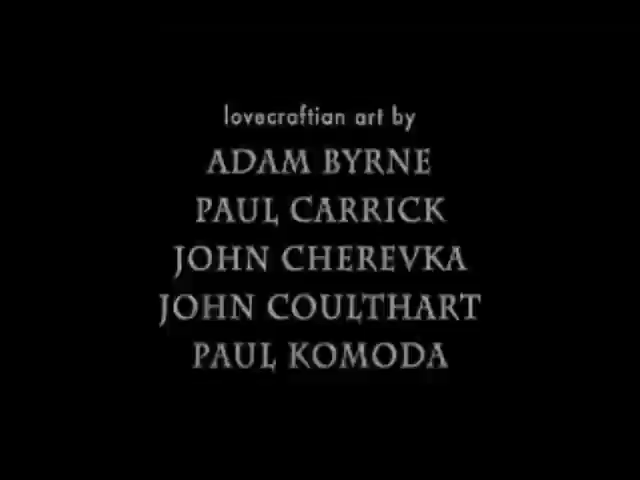 lovecraftian art by
ADAM BYRNE
PAUL CARRICK
JOHN CHEREVKA
JOHN COULTHART
PAUL KOMODA